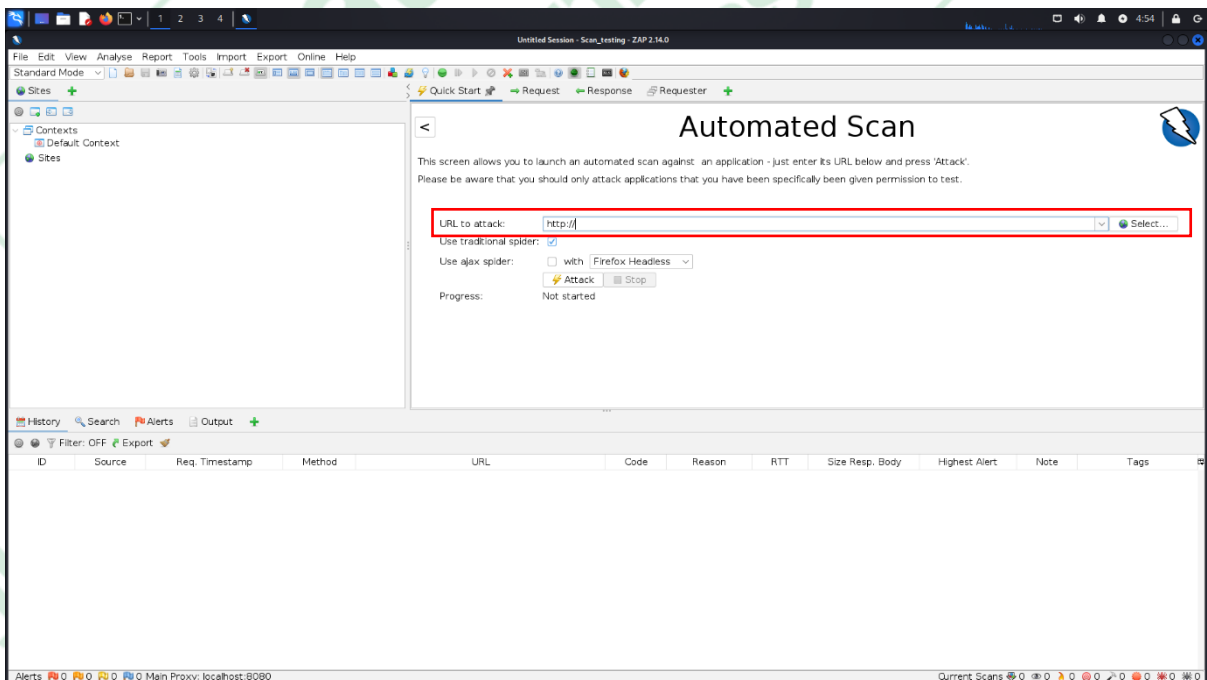 1 2 3 4 4:54
Untitled Session - Scan_testing - ZAP 2.14.0
File Edit View Analyse Report Tools Import Export Online Help
Standard Mode
Sites
Quick Start Request Response Requester
Contexts
Default Context
Sites
<
Automated Scan
This screen allows you to launch an automated scan against an application - just enter its URL below and press 'Attack'.
Please be aware that you should only attack applications that you have been specifically been given permission to test.
URL to attack: http:// Select...
Use traditional spider:
Use ajax spider: with Firefox Headless
Attack Stop
Progress: Not started
History Search Alerts Output
Filter: OFF Export
ID Source Req. Timestamp Method URL Code Reason RTT Size Resp. Body Highest Alert Note Tags
Alerts 0 0 0 0 Main Proxy: localhost:8080 Current Scans 0 0 0 0 0 0 0 0